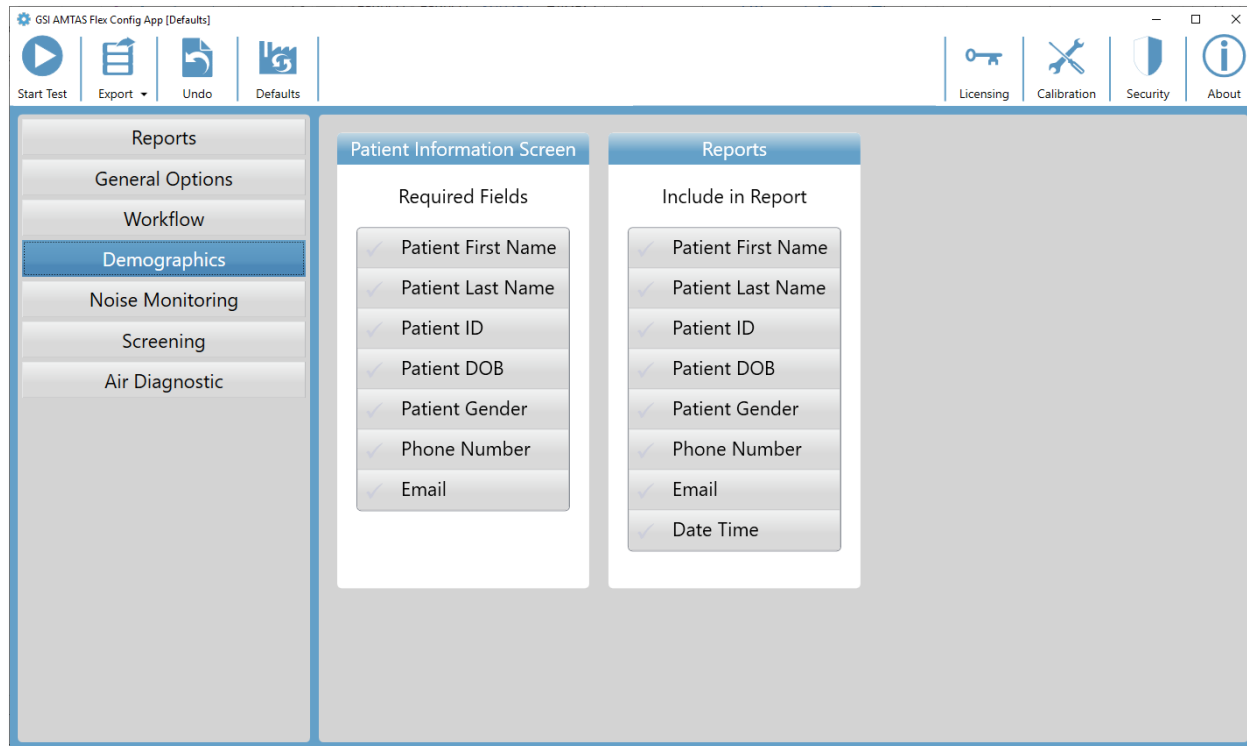 GSI AMTAS Flex Config App [Defaults]
Start Test
Export
Undo
Defaults
Licensing
Calibration
Security
About
Reports
General Options
Workflow
Demographics
Noise Monitoring
Screening
Air Diagnostic
Patient Information Screen
Required Fields
Patient First Name
Patient Last Name
Patient ID
Patient DOB
Patient Gender
Phone Number
Email
Reports
Include in Report
Patient First Name
Patient Last Name
Patient ID
Patient DOB
Patient Gender
Phone Number
Email
Date Time